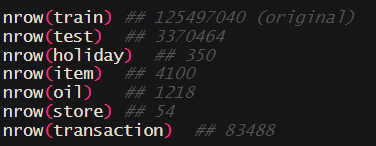 nrow(train) ## 125497040 (original)
nrow(test) ## 3370464
nrow(holiday) ## 350
nrow(item) ## 4100
nrow(oil) ## 1218
nrow(store) ## 54
nrow(transaction) ## 83488